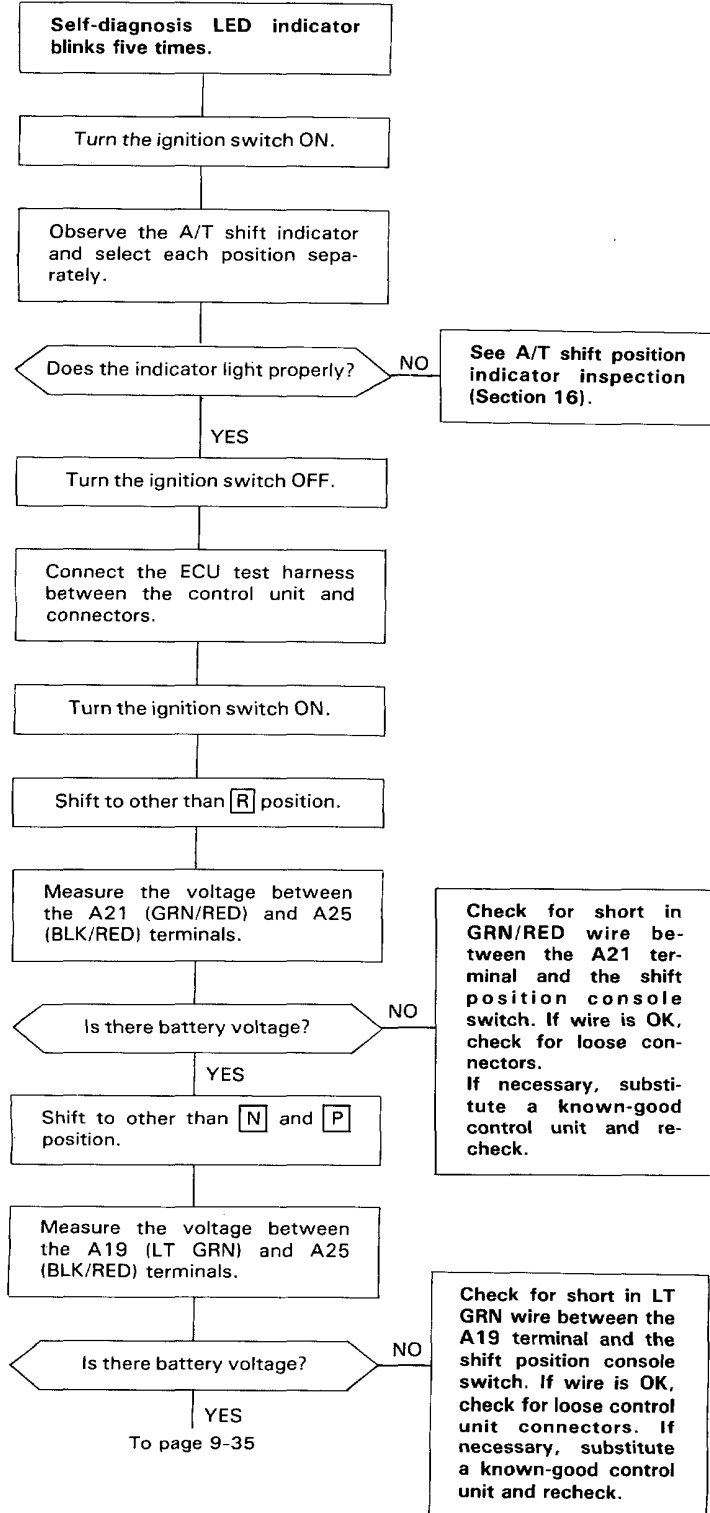 Self-diagnosis LED indicator
blinks five times.
Turn the ignition switch ON.
Observe the A/T shift indicator
and select each position sepa-
rately.
Does the indicator light properly?
NO
See A/T shift position
indicator inspection
(Section 16).
YES
Turn the ignition switch OFF.
Connect the ECU test harness
between the control unit and
connectors.
Turn the ignition switch ON.
Shift to other than R position.
Measure the voltage between
the A21 (GRN/RED) and A25
(BLK/RED) terminals.
Is there battery voltage?
NO
Check for short in
GRN/RED wire be-
tween the A21 ter-
minal and the shift
position console
switch. If wire is OK,
check for loose con-
nectors.
If necessary, substi-
tute a known-good
control unit and re-
check.
YES
Shift to other than N and P
position.
Measure the voltage between
the A19 (LT GRN) and A25
(BLK/RED) terminals.
Is there battery voltage?
NO
Check for short in LT
GRN wire between the
A19 terminal and the
shift position console
switch. If wire is OK,
check for loose control
unit connectors. If
necessary, substitute
a known-good control
unit and recheck.
YES
To page 9-35